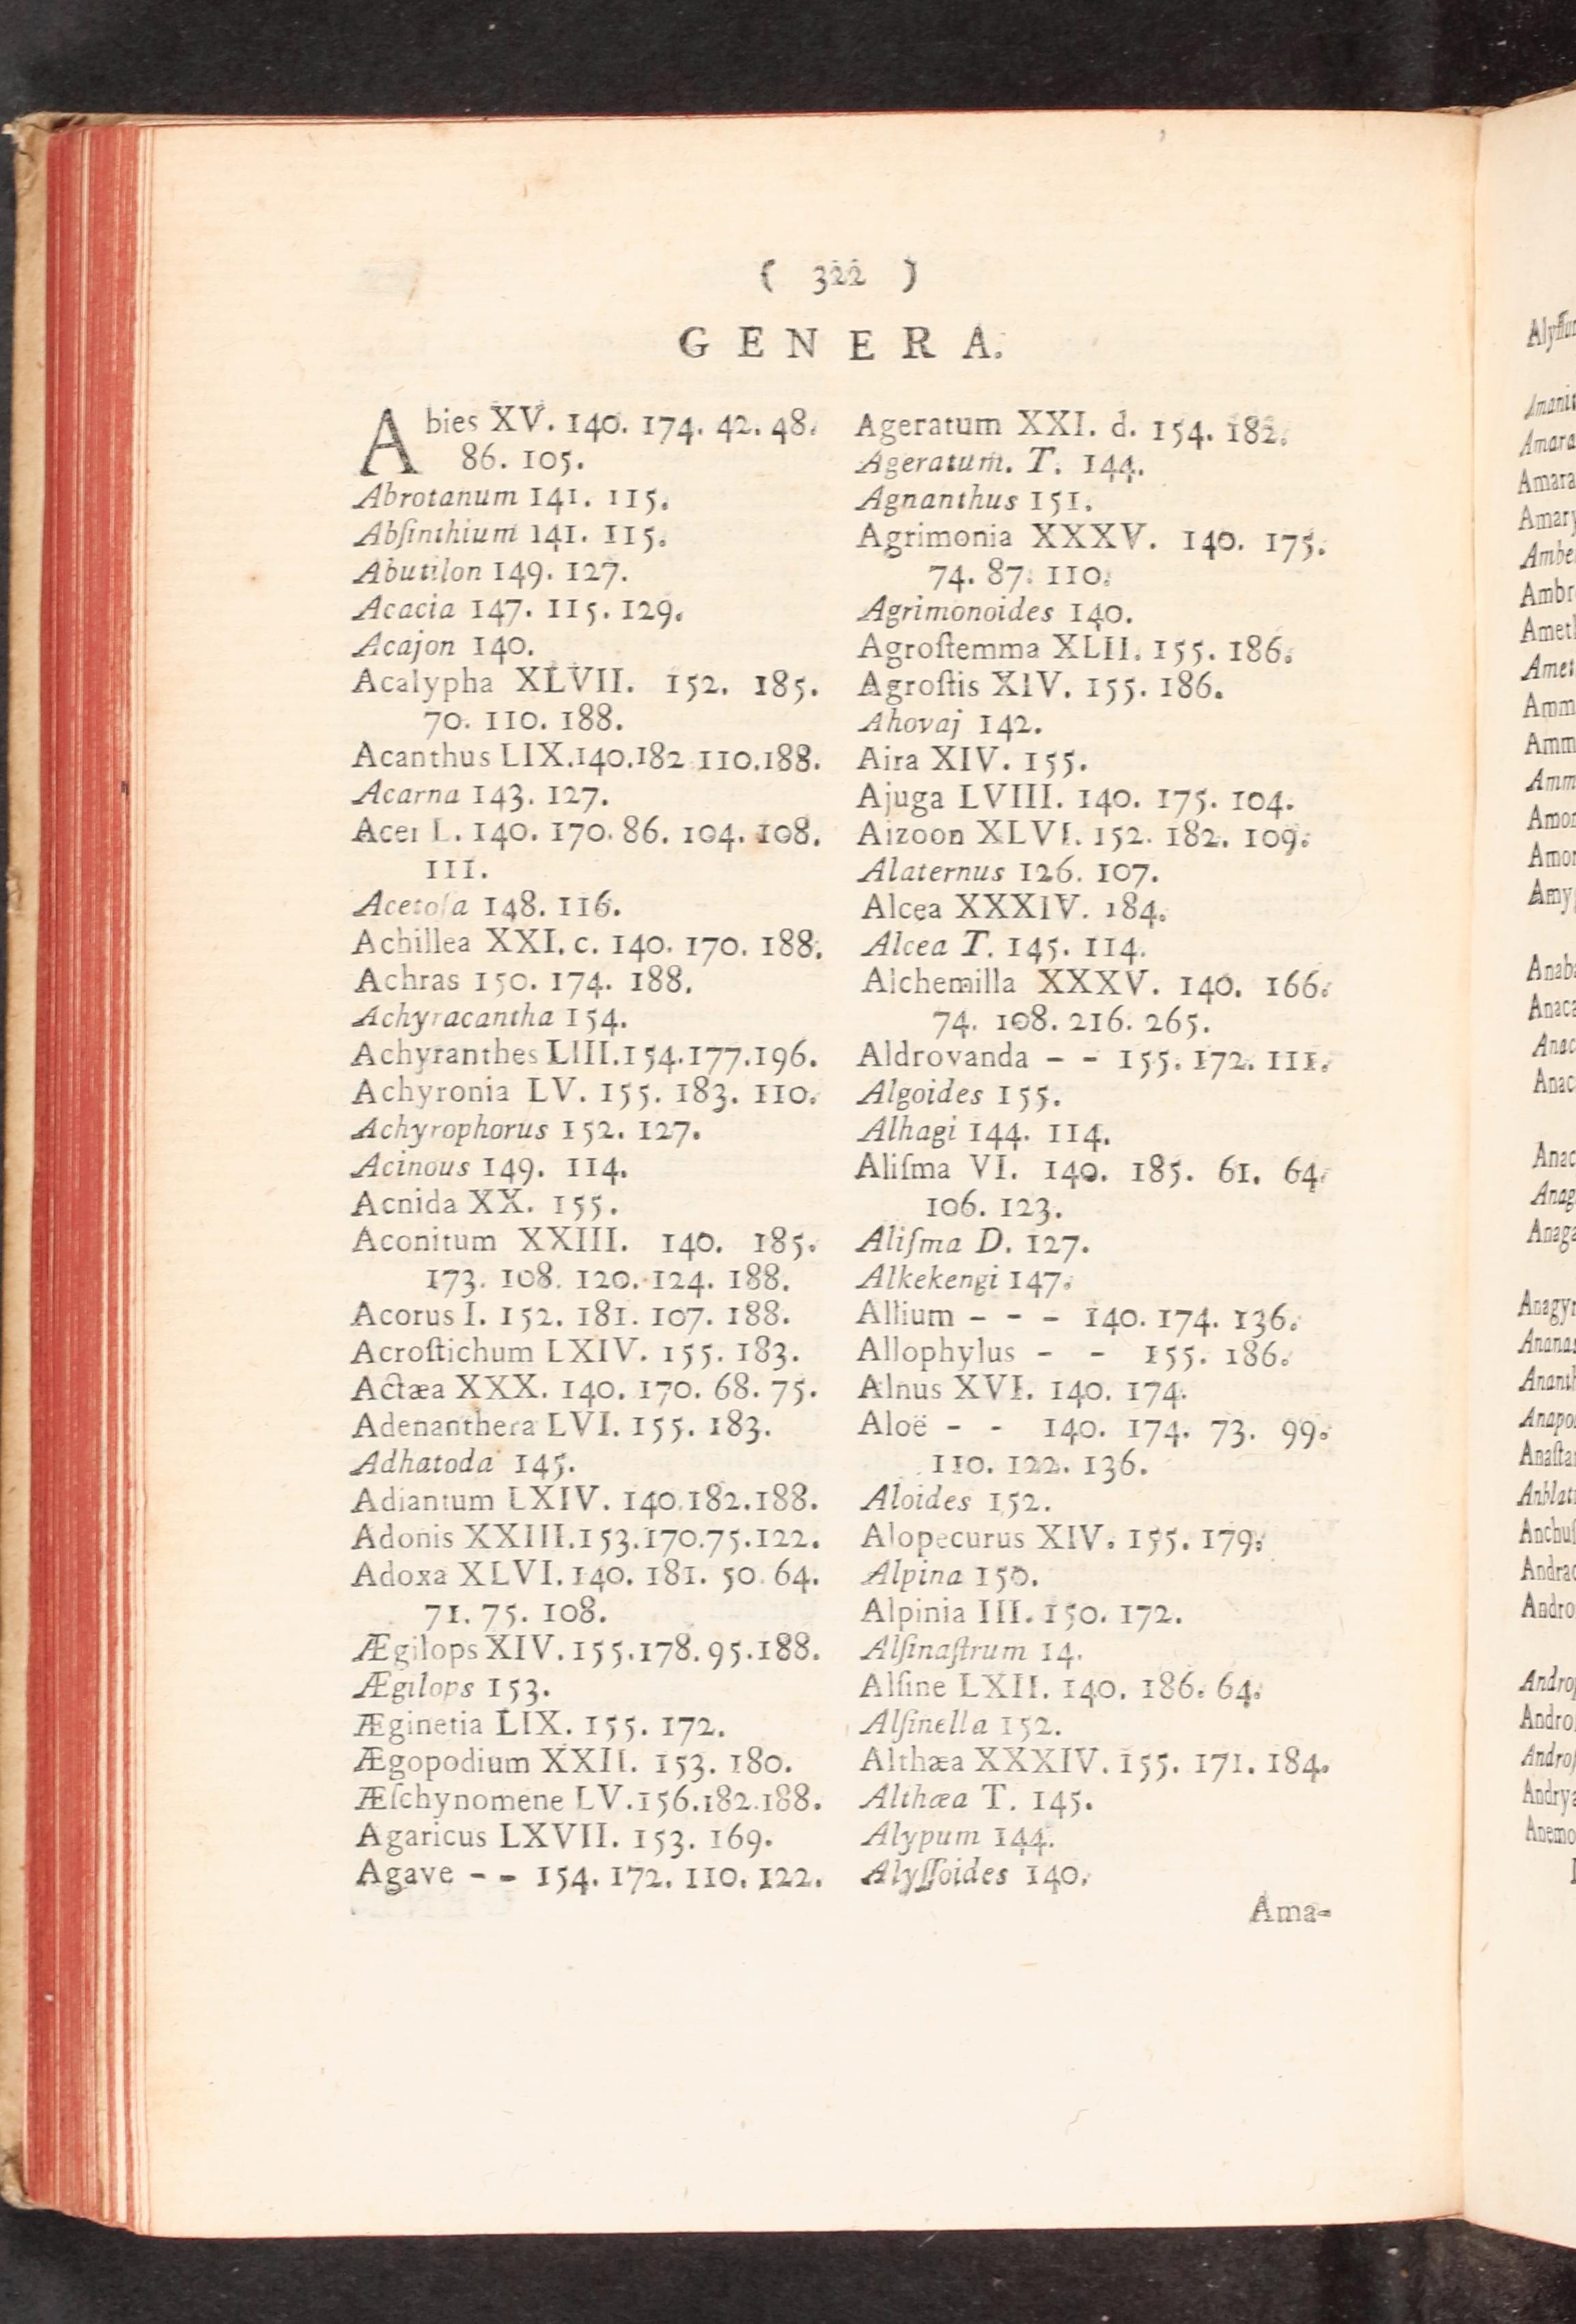 ( 322 )
GENERA.
Abies XV. 140. 174. 42. 48.
86. 105.
Abrotanum 141. 115.
Abſinthium 141. 115.
Abutilon 149. 127.
Acacia 147. 115. 129.
Acajon 140.
Acalypha XLVII. 152. 185.
70. 110. 188.
Acanthus LIX.140.182 110.188.
Acarna 143. 127.
Acer L. 140. 170. 86. 104. 108.
111.
Acetoſa 148. 116.
Achillea XXI. c. 140. 170. 188.
Achras 150. 174. 188.
Achyracantha 154.
Achyranthes LIII.154.177.196.
Achyronia LV. 155. 183. 110.
Achyrophorus 152. 127.
Acinous 149. 114.
Acnida XX. 155.
Aconitum XXIII. 140. 185.
173. 108. 120. 124. 188.
Acorus I. 152. 181. 107. 188.
Acroſtichum LXIV. 155. 183.
Actæa XXX. 140. 170. 68. 75.
Adenanthera LVI. 155. 183.
Adhatoda 145.
Adiantum LXIV. 140.182.188.
Adonis XXIII.153.170.75.122.
Adoxa XLVI. 140. 181. 50. 64.
71. 75. 108.
Ægilops XIV. 155.178.95.188.
Ægilops 153.
Æginetia LIX. 155. 172.
Ægopodium XXII. 153. 180.
Æſchynomene LV.156.182.188.
Agaricus LXVII. 153. 169.
Agave - - 154. 172. 110. 122.
Ageratum XXI. d. 154. 182.
Ageratum. T. 144.
Agnanthus 151.
Agrimonia XXXV. 140. 175.
74. 87. 110.
Agrimonoides 140.
Agroſtemma XLII. 155. 186.
Agroſtis XIV. 155. 186.
Ahovaj 142.
Aira XIV. 155.
Ajuga LVIII. 140. 175. 104.
Aizoon XLVI. 152. 182. 109.
Alaternus 126. 107.
Alcea XXXIV. 184.
Alcea T. 145. 114.
Alchemilla XXXV. 140. 166.
74. 108. 216. 265.
Aldrovanda - - 155. 172. 111.
Algoides 155.
Alhagi 144. 114.
Aliſma VI. 140. 185. 61. 64.
106. 123.
Aliſma D. 127.
Alkekengi 147.
Allium - - - 140. 174. 136.
Allophylus - - 155. 186.
Alnus XVI. 140. 174.
Aloë - - 140. 174. 73. 99.
110. 122. 136.
Aloides 152.
Alopecurus XIV. 155. 179.
Alpina 150.
Alpinia III. 150. 172.
Alſinaſtrum 14.
Alſine LXII. 140. 186. 64.
Alſinella 152.
Althæa XXXIV. 155. 171. 184.
Althæa T. 145.
Alypum 144.
Alyſſoides 140.
Ama-